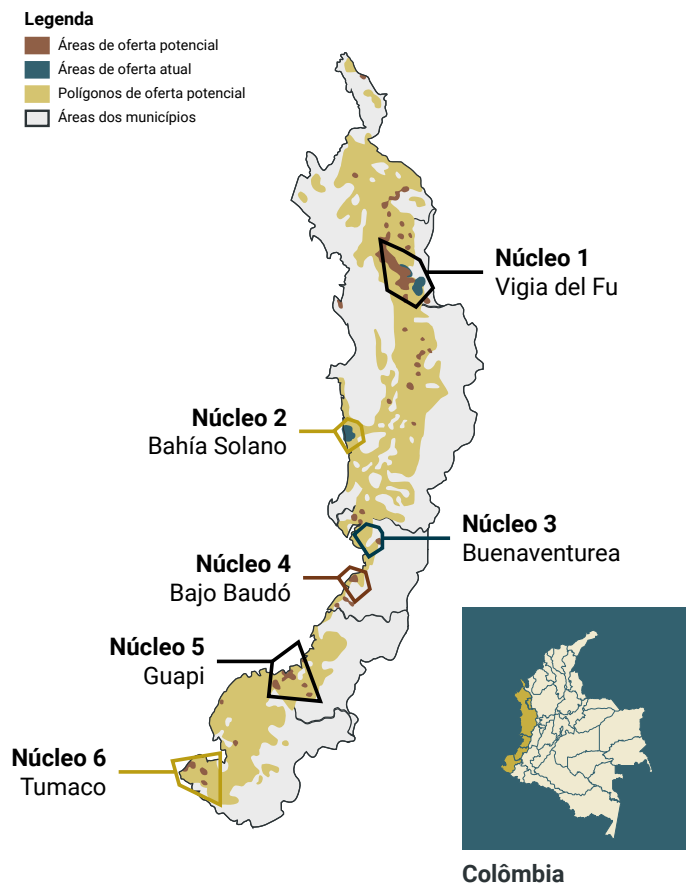 Legenda
Áreas de oferta potencial
Áreas de oferta atual
Polígonos de oferta potencial
Áreas dos municípios
Núcleo 1
Vigia del Fu
Núcleo 2
Bahía Solano
Núcleo 3
Buenaventurea
Núcleo 4
Bajo Baudó
Núcleo 5
Guapi
Núcleo 6
Tumaco
Colômbia